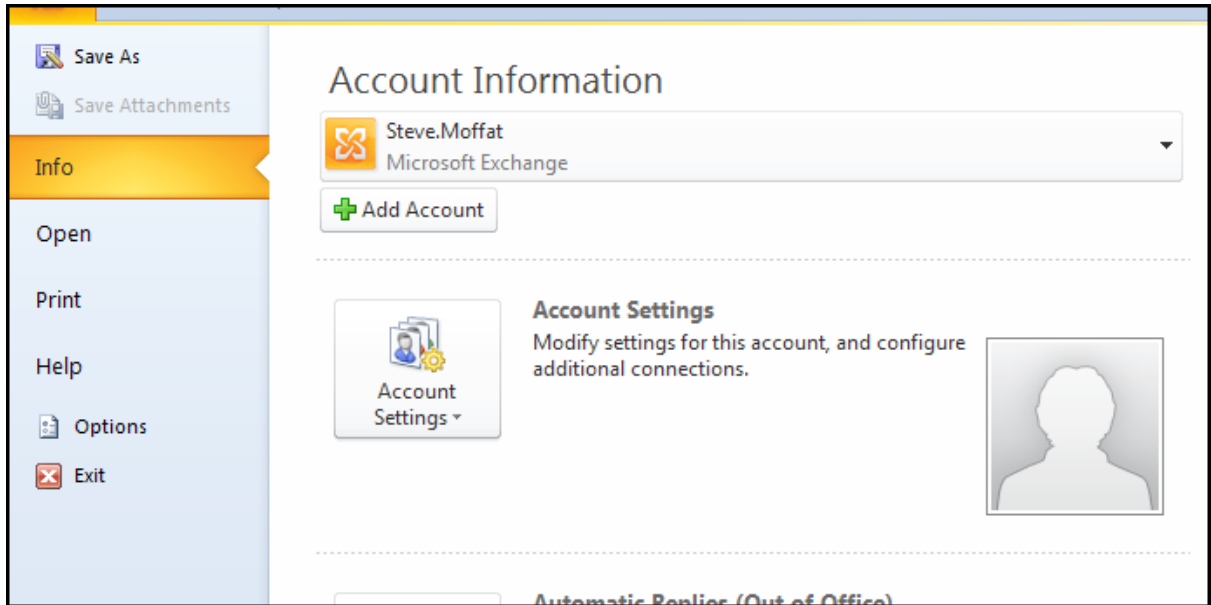 Save As
Save Attachments
Info
Open
Print
Help
Options
Exit
Account Information
Steve.Moffat
Microsoft Exchange
Add Account
Account
Settings
Account Settings
Modify settings for this account, and configure
additional connections.
Automatic Replies (Out of Office)